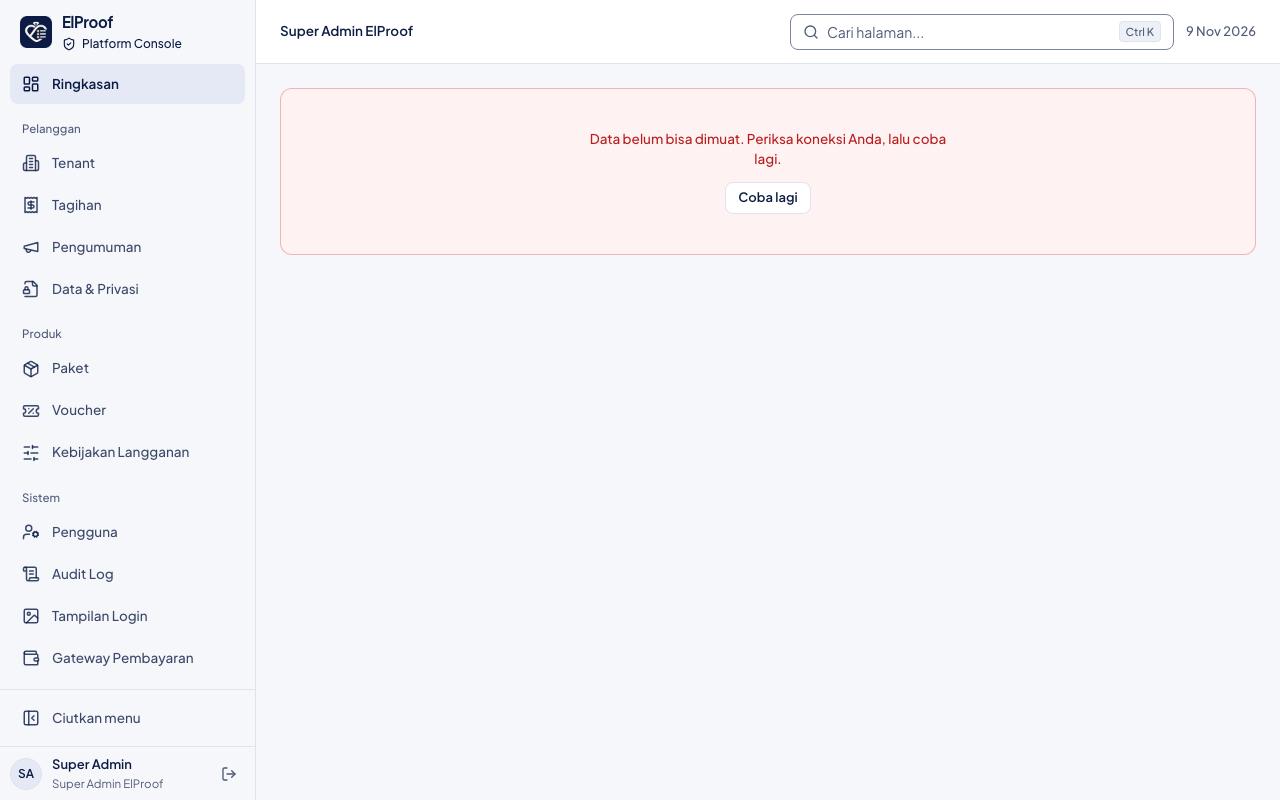 ElProof
Platform Console
Super Admin ElProof
Cari halaman...
Ctrl K
9 Nov 2026
Ringkasan
Pelanggan
Tenant
Tagihan
Pengumuman
Data & Privasi
Produk
Paket
Voucher
Kebijakan Langganan
Sistem
Pengguna
Audit Log
Tampilan Login
Gateway Pembayaran
Ciutkan menu
SA
Super Admin
Super Admin ElProof
Data belum bisa dimuat. Periksa koneksi Anda, lalu coba
lagi.
Coba lagi